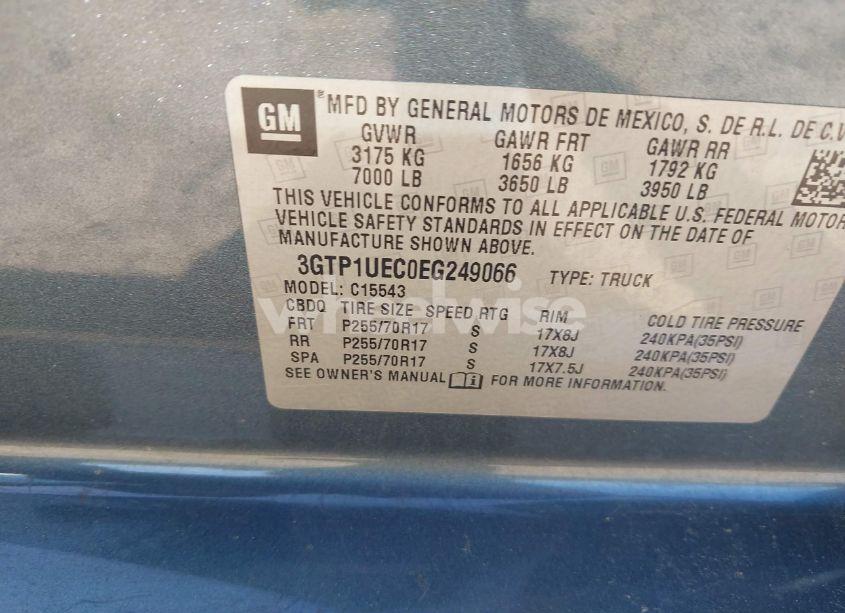 GM
®MFD BY GENERAL MOTORS DE MEXICO, S. DE R.L. DE C.V
GVWR GAWR FRT GAWR RR
3175 KG 1656 KG 1792 KG
7000 LB 3650 LB 3950 LB
THIS VEHICLE CONFORMS TO ALL APPLICABLE U.S. FEDERAL MOTOR
VEHICLE SAFETY STANDARDS IN EFFECT ON THE DATE OF
MANUFACTURE SHOWN ABOVE.
3GTP1UEC0EG249066 TYPE: TRUCK
MODEL: C15543
CBDQ TIRE SIZE SPEED RTG RIM COLD TIRE PRESSURE
FRT P255/70R17 S 17X8J 240KPA(35PSI)
RR P255/70R17 S 17X8J 240KPA(35PSI)
SPA P255/70R17 S 17X7.5J 240KPA(35PSI)
SEE OWNER'S MANUAL FOR MORE INFORMATION.
wheelwise